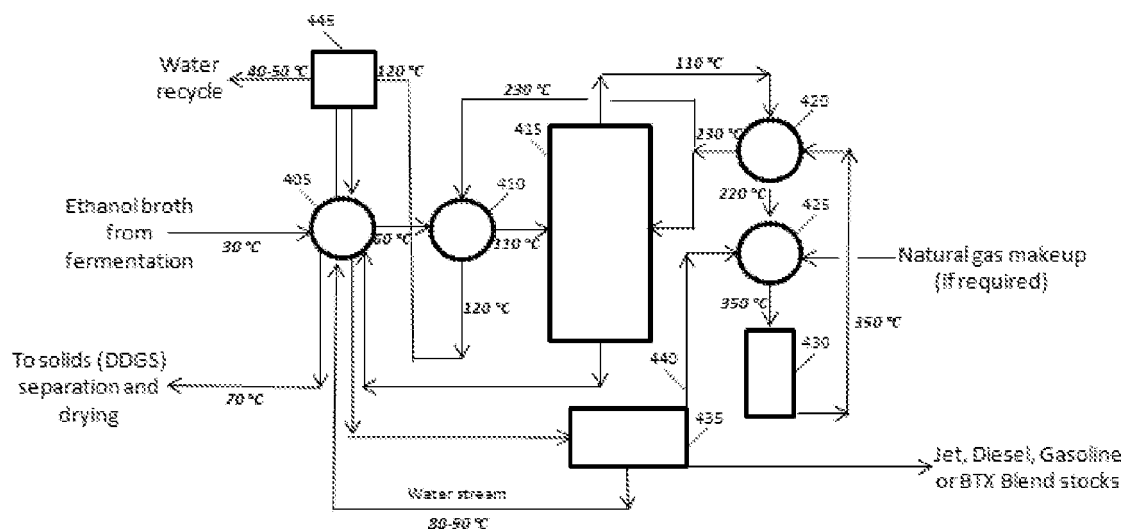 445
Water
recycle
80-90 °C
120 °C
110 °C
230 °C
415
420
230 °C
405
410
220 °C
425
Ethanol broth
from
fermentation
30 °C
110 °C
Natural gas makeup
(if required)
120 °C
350 °C
350 °C
430
440
To solids (DDGS)
separation and
drying
70 °C
435
Jet, Diesel, Gasoline
or BTX Blend stocks
Water stream
80-90 °C